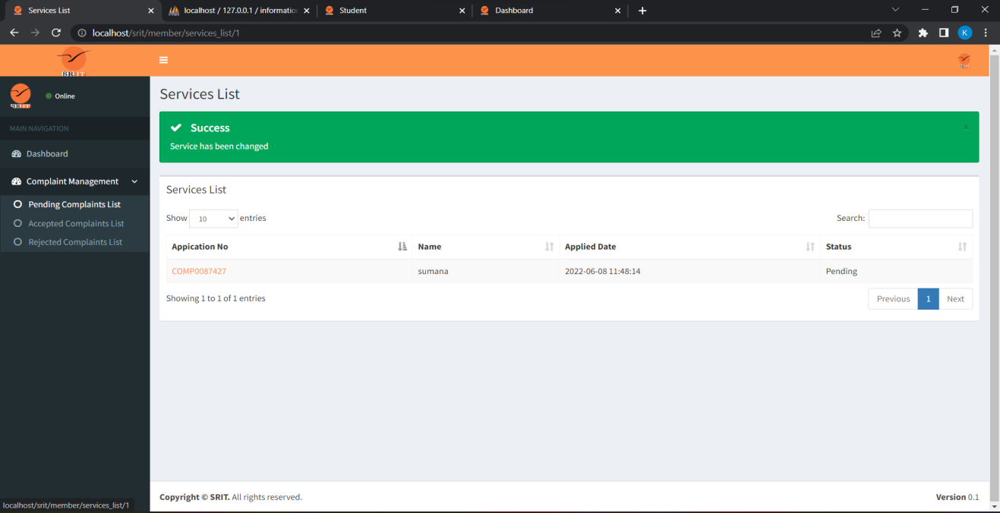 Services List
localhost / 127.0.0.1 / informatio
Student
Dashboard
localhost/srit/member/services_list/1
K
SRIT
SRIT
Online
MAIN NAVIGATION
Dashboard
Complaint Management
Pending Complaints List
Accepted Complaints List
Rejected Complaints List
Services List
Success
Service has been changed
Services List
Show 10 entries Search:
Appication No Name Applied Date Status
COMP0087427 sumana 2022-06-08 11:48:14 Pending
Showing 1 to 1 of 1 entries Previous 1 Next
Copyright © SRIT. All rights reserved. Version 0.1
localhost/srit/member/services_list/1